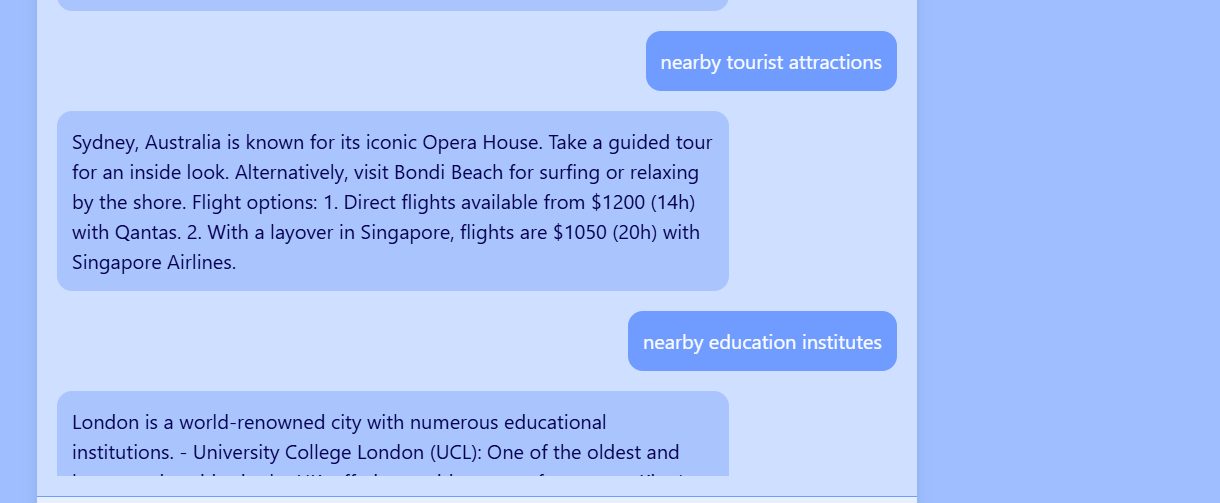 nearby tourist attractions
Sydney, Australia is known for its iconic Opera House. Take a guided tour
for an inside look. Alternatively, visit Bondi Beach for surfing or relaxing
by the shore. Flight options: 1. Direct flights available from $1200 (14h)
with Qantas. 2. With a layover in Singapore, flights are $1050 (20h) with
Singapore Airlines.
nearby education institutes
London is a world-renowned city with numerous educational
institutions. - University College London (UCL): One of the oldest and